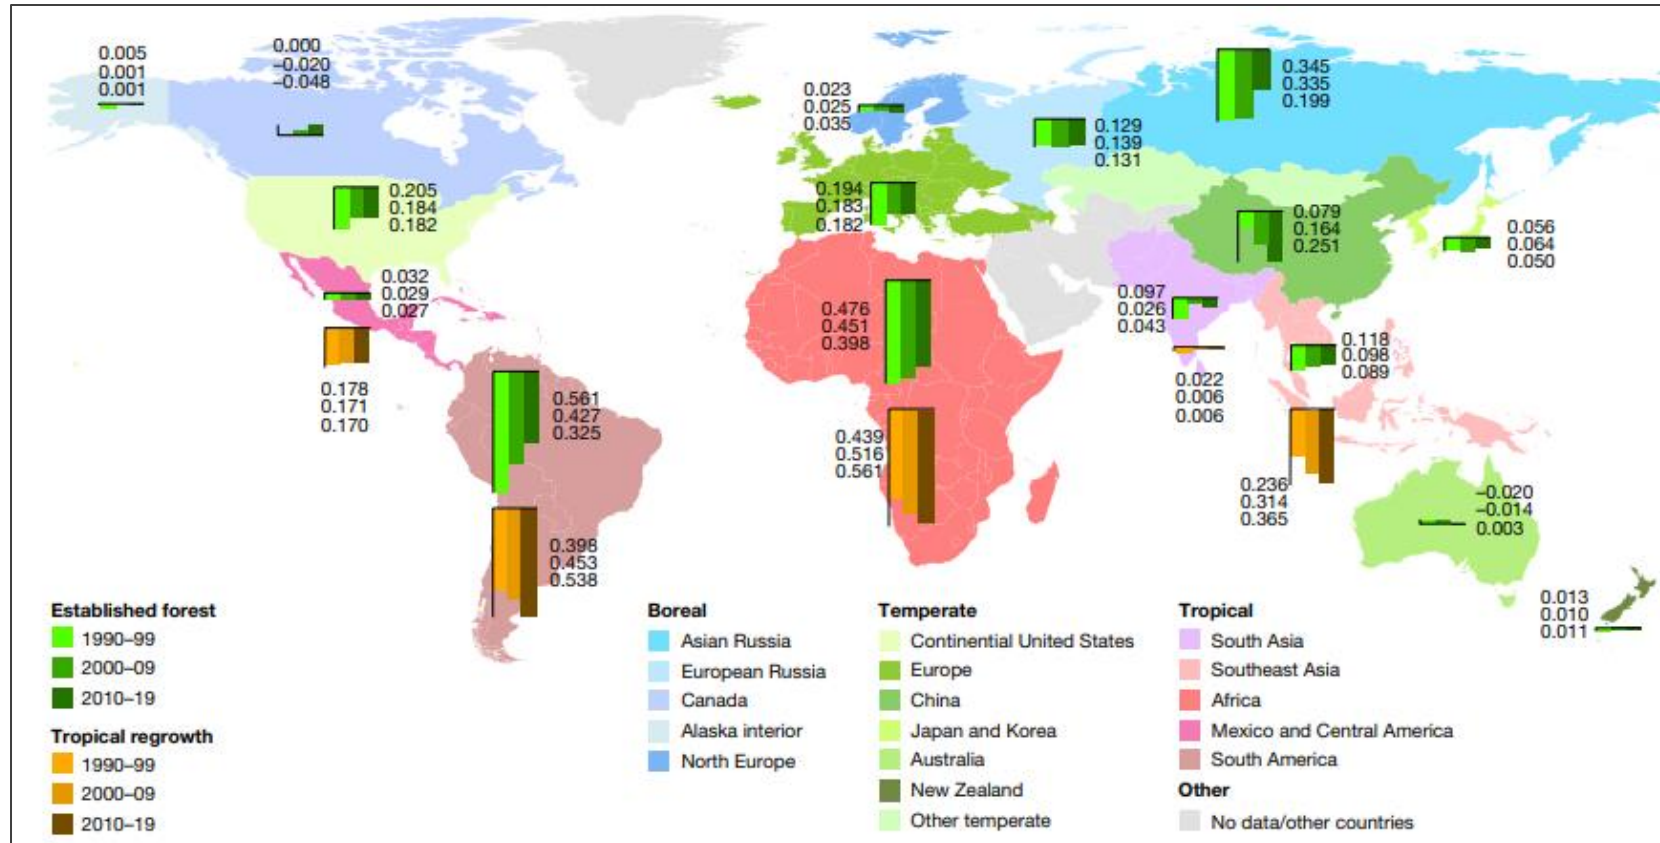 0.005
0.001
0.001
0.000
–0.020
–0.048
0.023
0.025
0.035
0.129
0.139
0.131
0.345
0.335
0.199
0.205
0.184
0.182
0.194
0.183
0.182
0.079
0.164
0.251
0.056
0.064
0.050
0.032
0.029
0.027
0.178
0.171
0.170
0.476
0.451
0.398
0.097
0.026
0.043
0.022
0.006
0.006
0.118
0.098
0.089
0.561
0.427
0.325
0.439
0.516
0.561
0.236
0.314
0.365
–0.020
–0.014
0.003
0.398
0.453
0.538
0.013
0.010
0.011
Established forest
1990–99
2000–09
2010–19
Tropical regrowth
1990–99
2000–09
2010–19
Boreal
Asian Russia
European Russia
Canada
Alaska interior
North Europe
Temperate
Continential United States
Europe
China
Japan and Korea
Australia
New Zealand
Other temperate
Tropical
South Asia
Southeast Asia
Africa
Mexico and Central America
South America
Other
No data/other countries